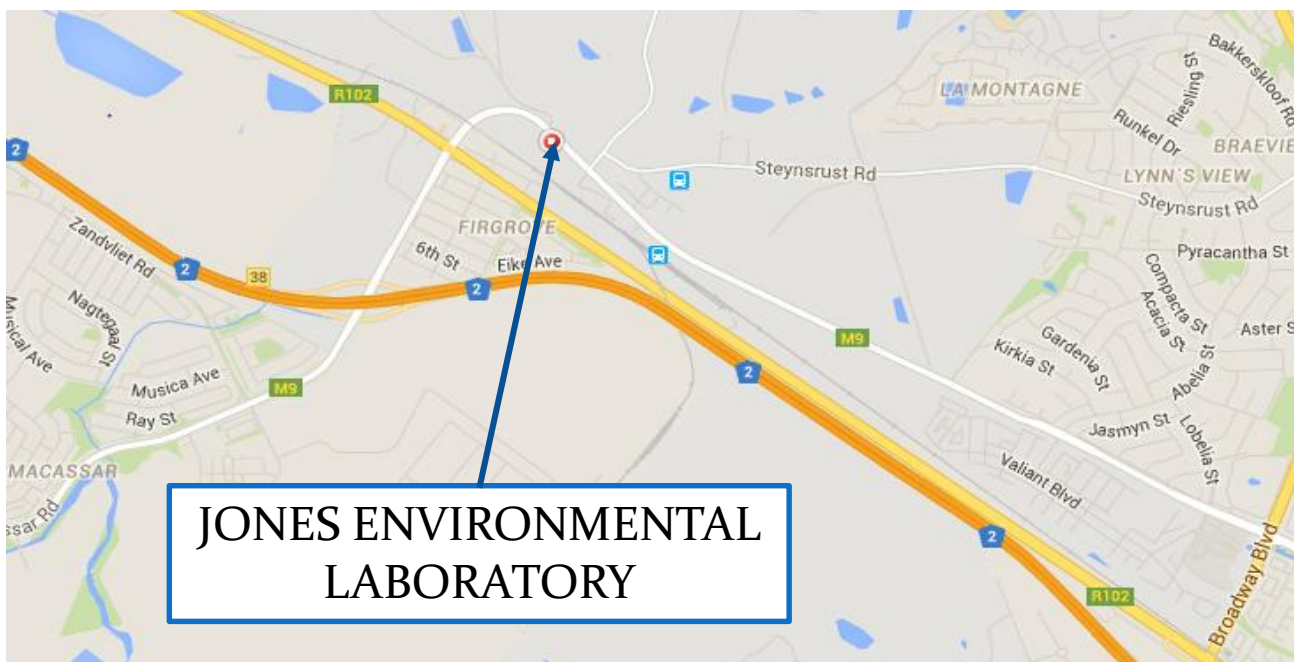 R102
2
LA MONTAGNE
Bakkerskloof Rd
Riesling St
Runkel Dr
BRAEVIE
LYNN'S VIEW
Steynsrust Rd
Steynsrust Rd
FIRGROVE
6th St
Eike Ave
Zandvliet Rd
2
38
2
Pyracantha St
Compacta St
Acacia St
Aster S
Abelia St
Gardenia St
Kirkia St
Nagtegaal St
Musical Ave
Musica Ave
Ray St
M9
M9
2
Jasmyn St
Lobelia St
Valiant Blvd
MACASSAR
ssar Rd
2
R102
Broadway Blvd
JONES ENVIRONMENTAL
LABORATORY